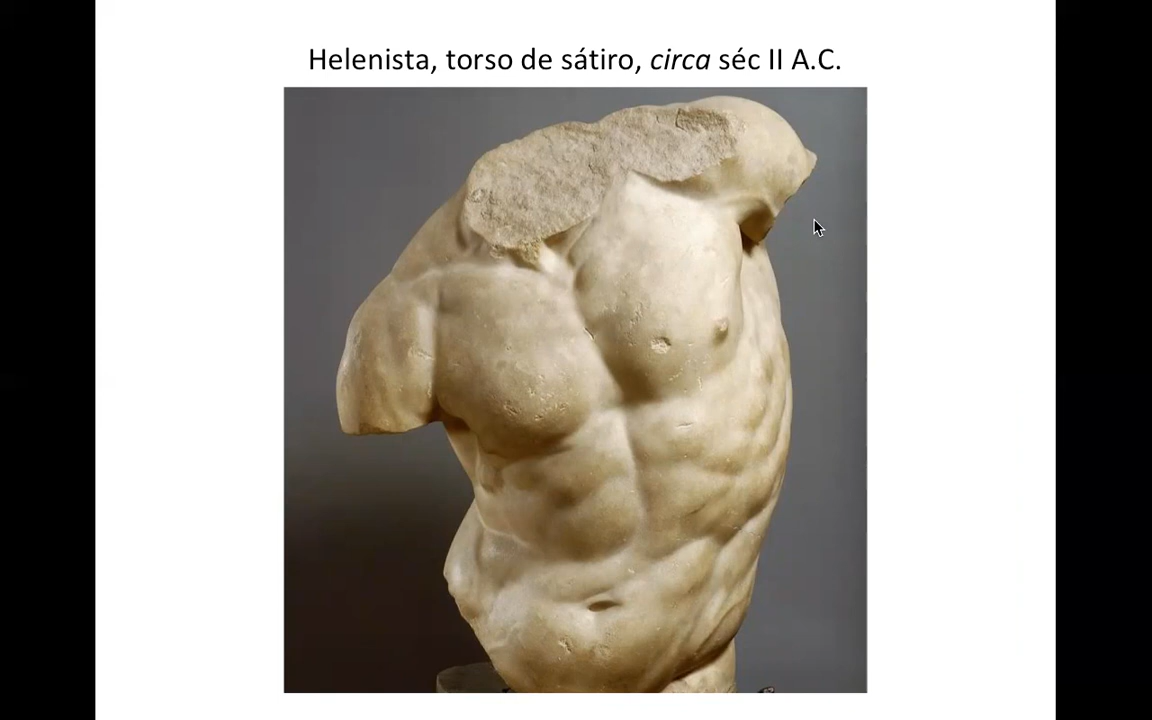 Helenista, torso de sátiro, circa séc II A.C.